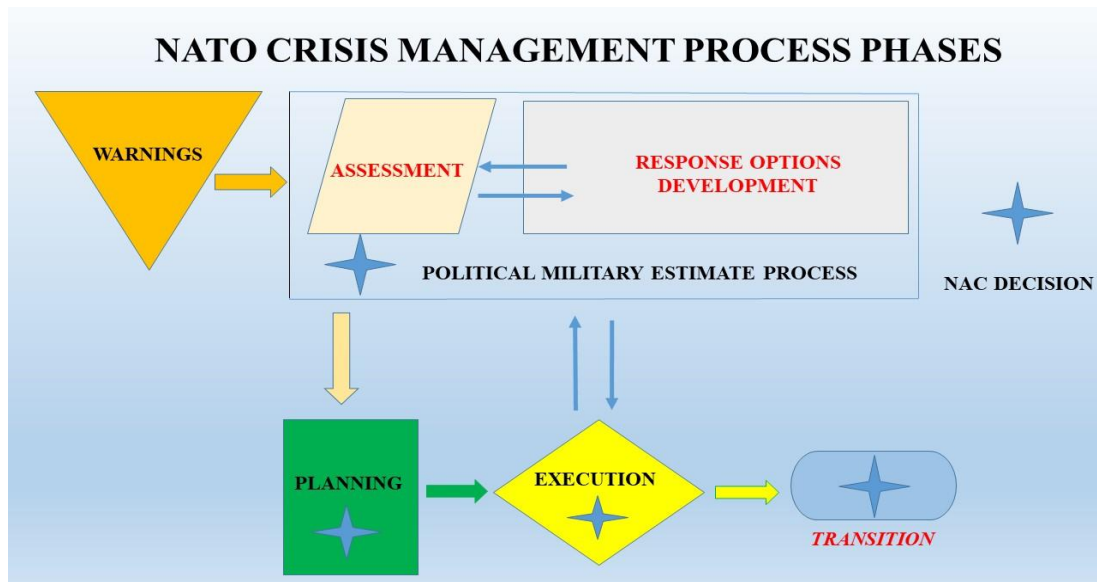 NATO CRISIS MANAGEMENT PROCESS PHASES
WARNINGS
ASSESSMENT
RESPONSE OPTIONS
DEVELOPMENT
POLITICAL MILITARY ESTIMATE PROCESS
NAC DECISION
PLANNING
EXECUTION
TRANSITION